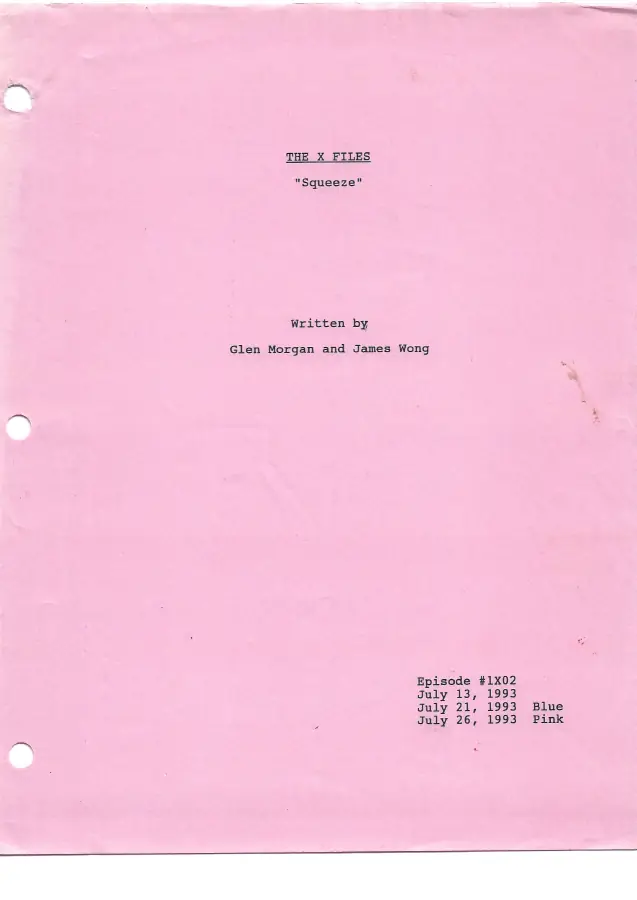 THE X FILES
"Squeeze"
Written by
Glen Morgan and James Wong
Episode #1X02
July 13, 1993
July 21, 1993 Blue
July 26, 1993 Pink